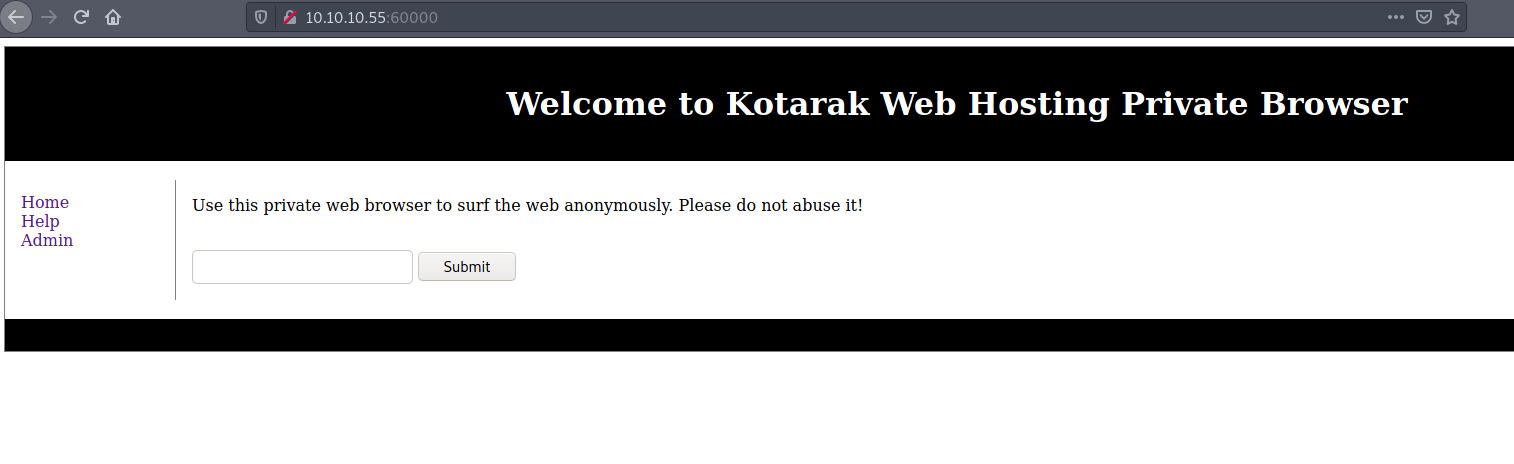 10.10.10.55:60000
Welcome to Kotarak Web Hosting Private Browser
Home
Help
Admin
Use this private web browser to surf the web anonymously. Please do not abuse it!
Submit